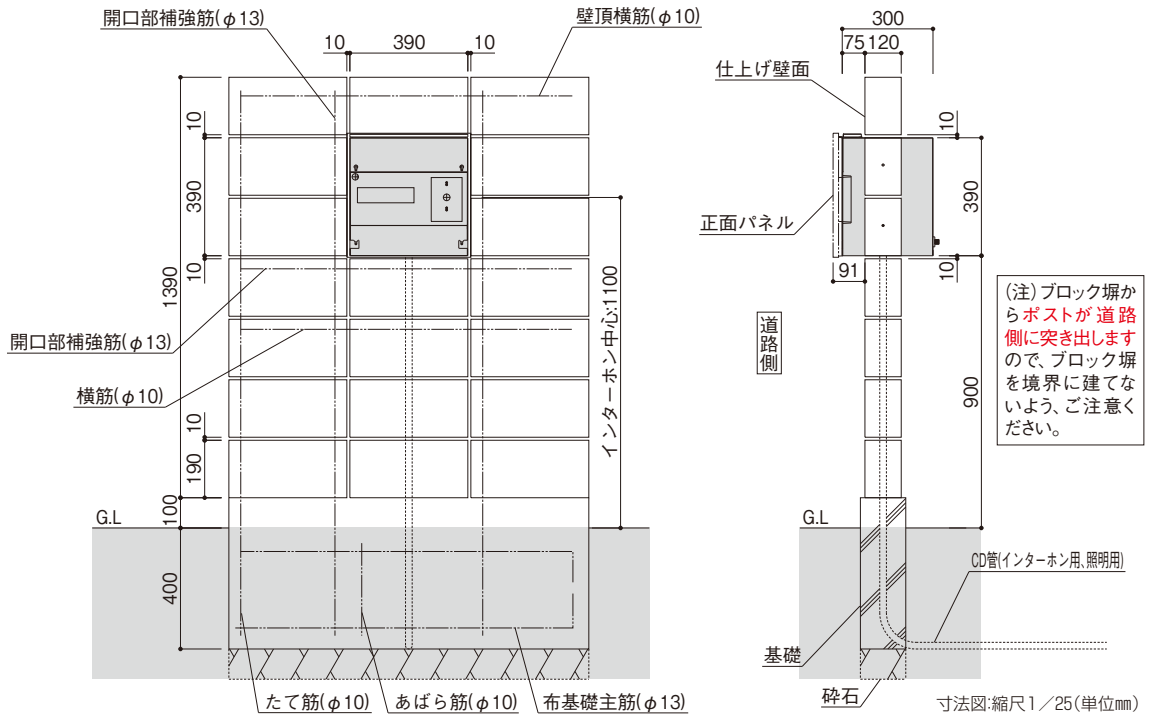 開口部補強筋(φ13)
壁頂横筋(φ10)
10
390
10
300
75
120
仕上げ壁面
10
10
390
390
正面パネル
10
91
10
1390
インターホン中心:1100
開口部補強筋(φ13)
横筋(φ10)
道路側
900
(注)ブロック塀か
らポストが道路
側に突き出します
ので、ブロック塀
を境界に建てな
いよう、ご注意く
ださい。
10
190
100
G.L
G.L
400
CD管(インターホン用、照明用)
基礎
砕石
たて筋(φ10)
あばら筋(φ10)
布基礎主筋(φ13)
寸法図:縮尺1/25(単位㎜)